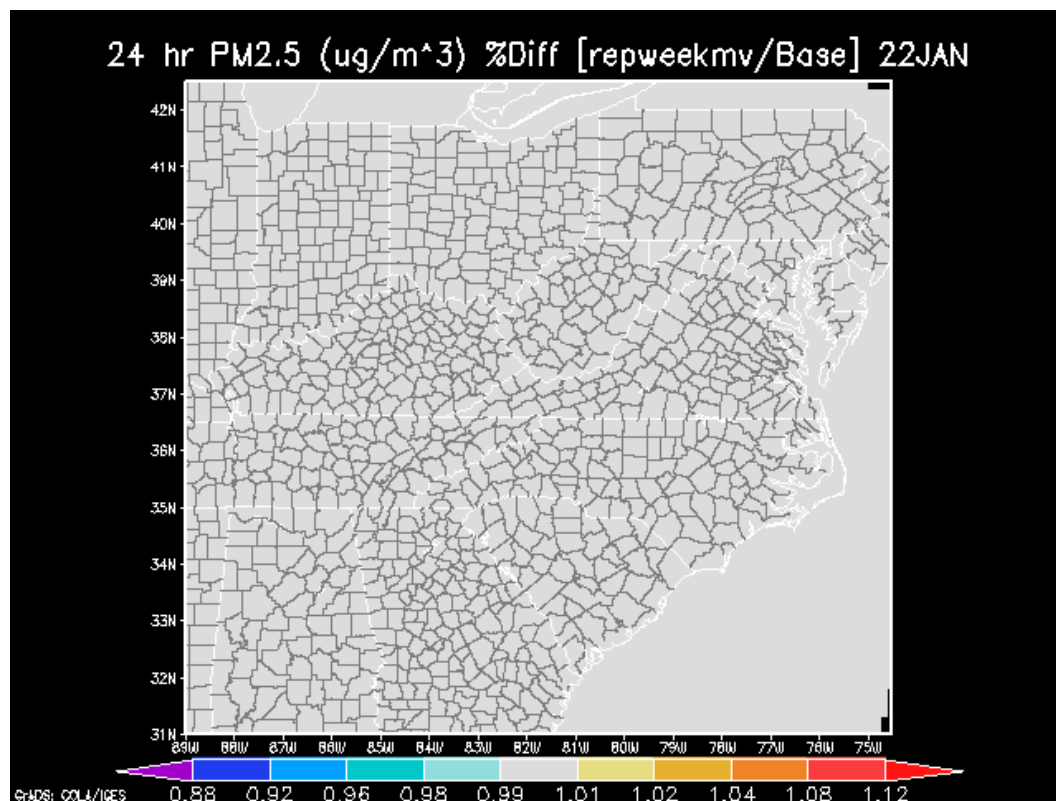 24 hr PM2.5 (ug/m^3) %Diff [repweekmv/Base] 22JAN
42N
41N
40N
39N
38N
37N
36N
35N
34N
33N
32N
31N
89W 88W 87W 86W 85W 84W 83W 82W 81W 80W 79W 78W 77W 76W 75W
GrADS: COLA/IGES 0.88 0.92 0.96 0.98 0.99 1.01 1.02 1.04 1.08 1.12